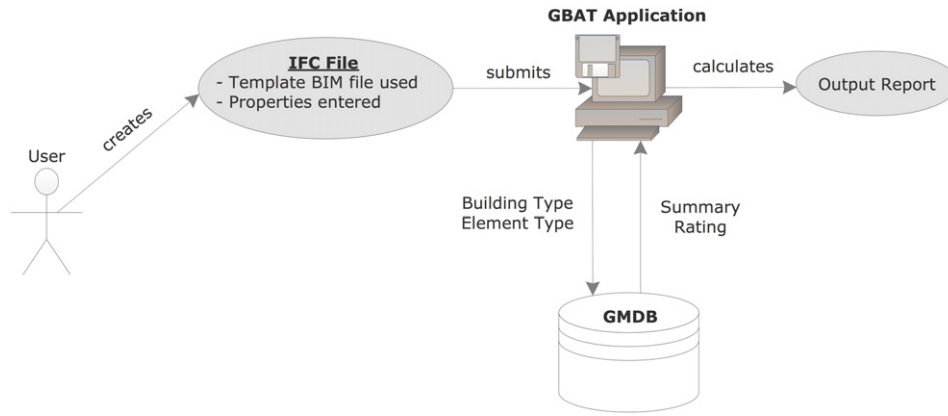 GBAT Application
IFC File
- Template BIM file used
- Properties entered
submits
calculates
Output Report
creates
User
Building Type
Element Type
Summary
Rating
GMDB